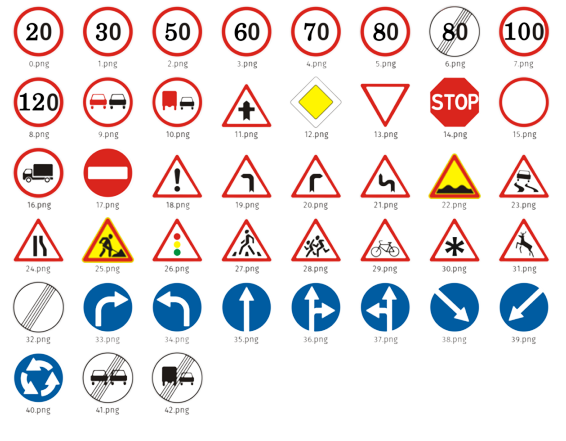 20 30 50 60 70 80 80 100
0.png 1.png 2.png 3.png 4.png 5.png 6.png 7.png
120 STOP
8.png 9.png 10.png 11.png 12.png 13.png 14.png 15.png
16.png 17.png 18.png 19.png 20.png 21.png 22.png 23.png
24.png 25.png 26.png 27.png 28.png 29.png 30.png 31.png
32.png 33.png 34.png 35.png 36.png 37.png 38.png 39.png
40.png 41.png 42.png